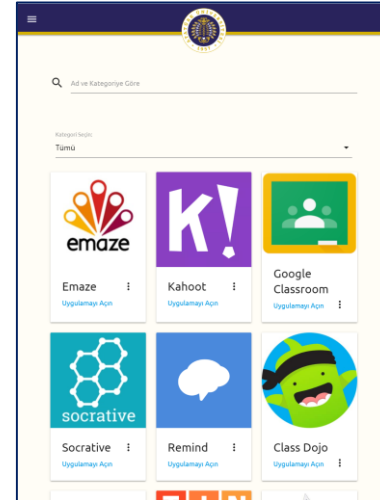 Ad ve Kategoriye Göre
Kategori Seçin:
Tümü
emaze
K!
Emaze
Kahoot
Google
Classroom
Uygulamayı Açın
Uygulamayı Açın
Uygulamayı Açın
socrative
Socrative
Remind
Class Dojo
Uygulamayı Açın
Uygulamayı Açın
Uygulamayı Açın